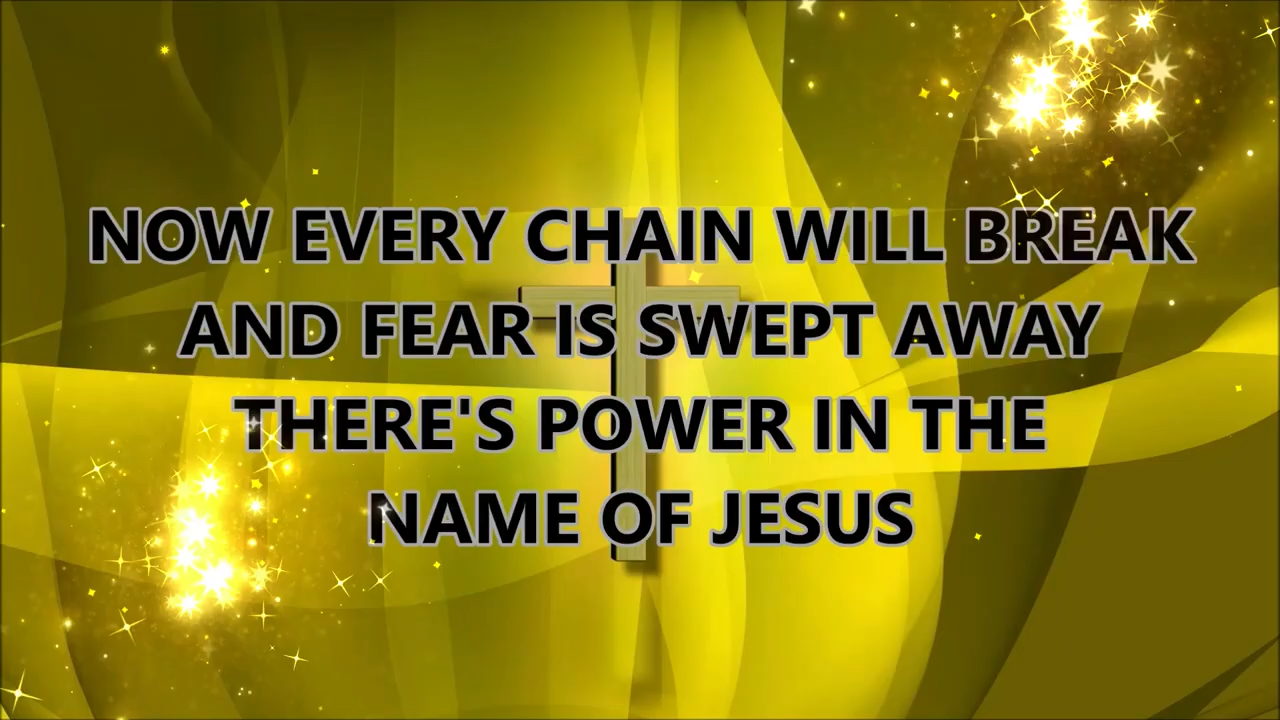 NOW EVERY CHAIN WILL BREAK
AND FEAR IS SWEPT AWAY
THERE'S POWER IN THE
NAME OF JESUS